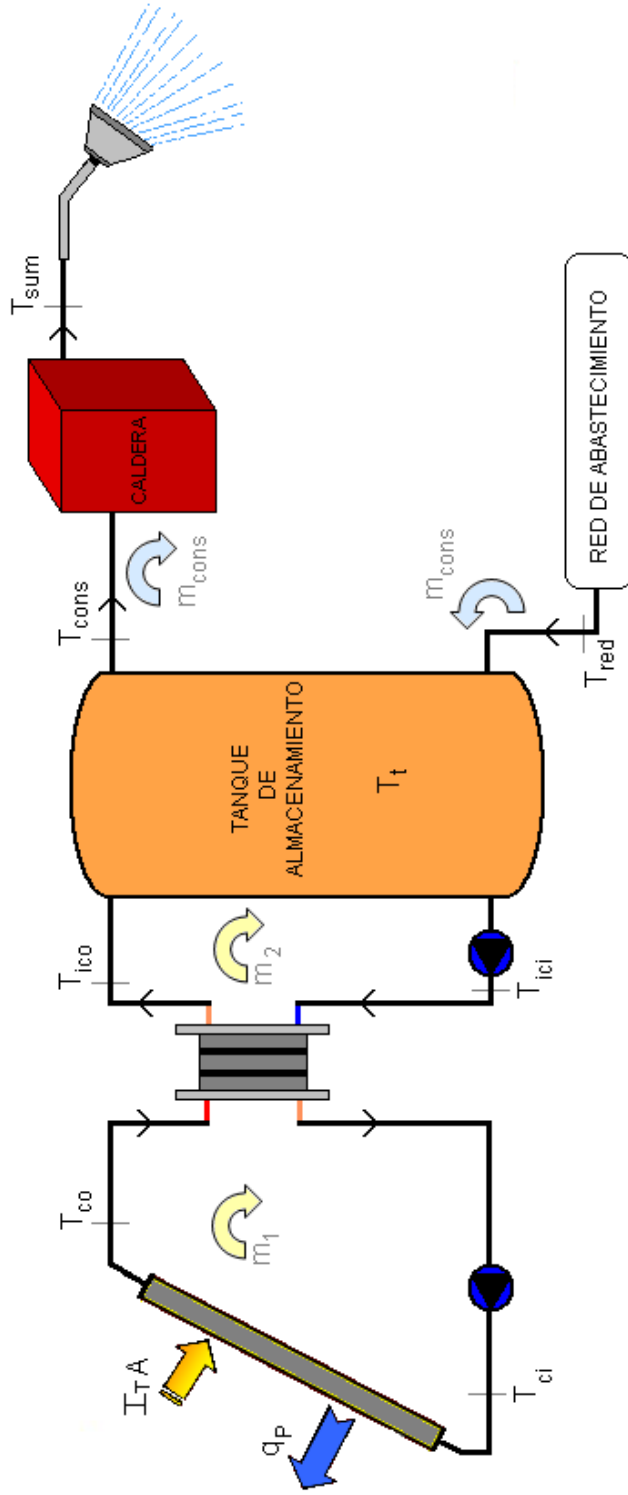 I_T A
q_P
T_co
m_1
T_ci
T_ico
m_2
T_ici
TANQUE
DE
ALMACENAMIENTO
T_t
T_cons
m_cons
CALDERA
T_sum
m_cons
T_red
RED DE ABASTECIMIENTO